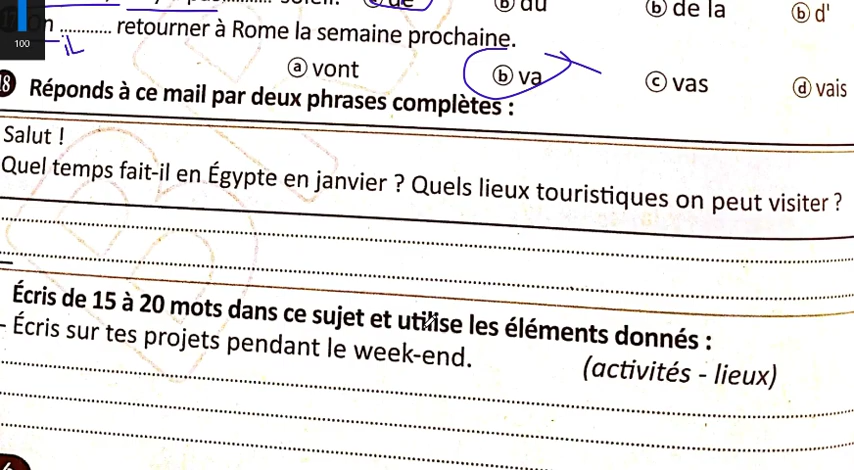 ⓑ du ⓑ de la ⓑ d'
on ............ retourner à Rome la semaine prochaine.
il
ⓐ vont ⓑ va ⓒ vas ⓓ vais
18 Réponds à ce mail par deux phrases complètes :
Salut !
Quel temps fait-il en Égypte en janvier ? Quels lieux touristiques on peut visiter ?
Écris de 15 à 20 mots dans ce sujet et utilise les éléments donnés :
- Écris sur tes projets pendant le week-end. (activités - lieux)
100